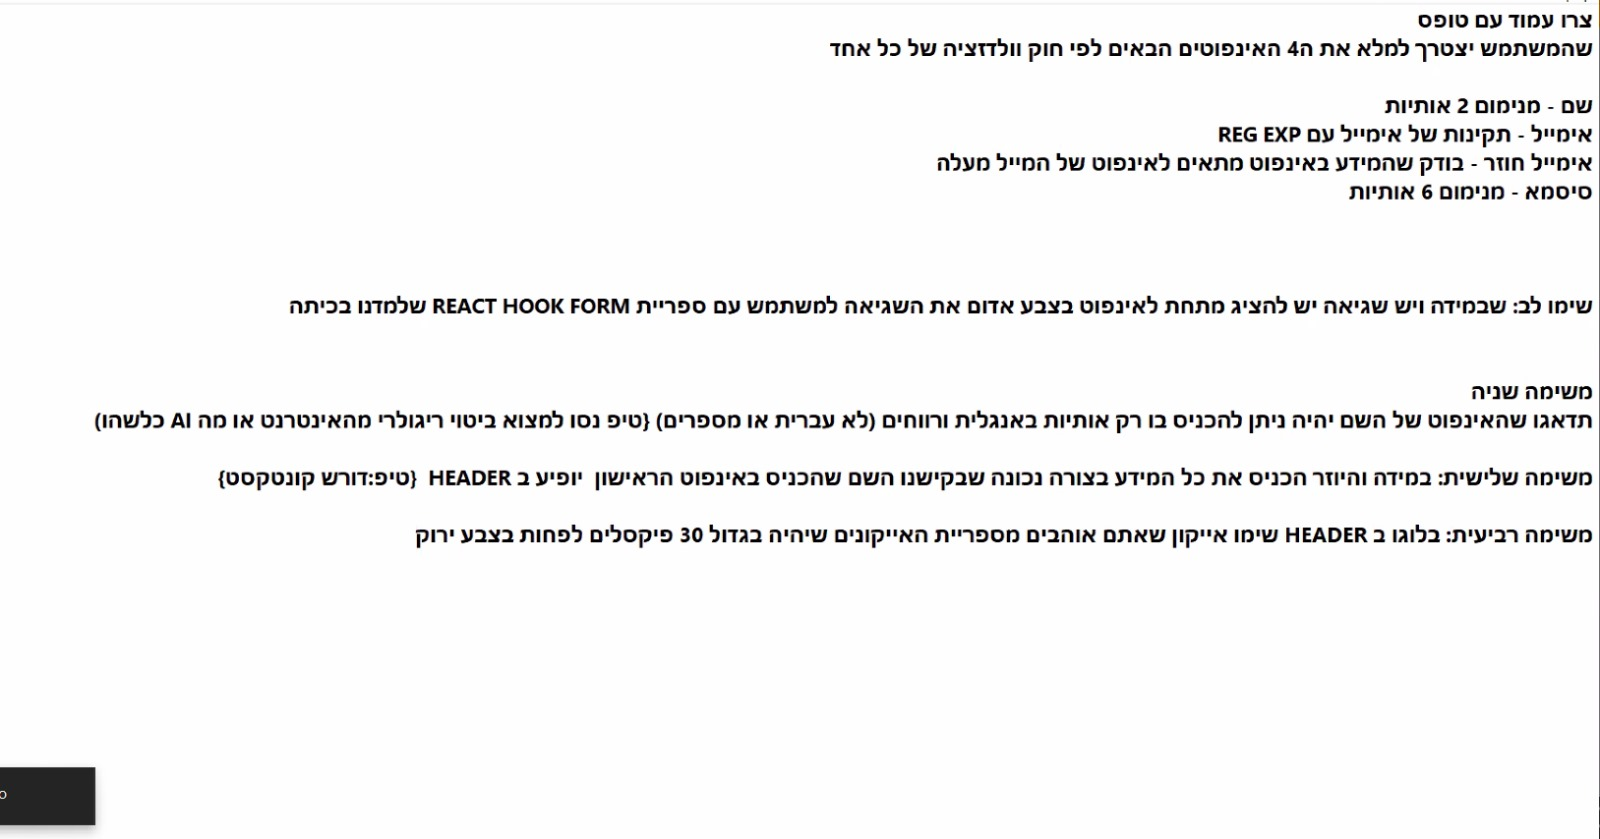 צרו עמוד עם טופס
שהמשתמש יצטרך למלא את ה4 האינפוטים הבאים לפי חוק וולדזציה של כל אחד
שם - מנימום 2 אותיות
אימייל - תקינות של אימייל עם REG EXP
אימייל חוזר - בודק שהמידע באינפוט מתאים לאינפוט של המייל מעלה
סיסמא - מנימום 6 אותיות
שימו לב: שבמידה ויש שגיאה יש להציג מתחת לאינפוט בצבע אדום את השגיאה למשתמש עם ספריית REACT HOOK FORM שלמדנו בכיתה
משימה שניה
תדאגו שהאינפוט של השם יהיה ניתן להכניס בו רק אותיות באנגלית ורווחים (לא עברית או מספרים) {טיפ נסו למצוא ביטוי ריגולרי מהאינטרנט או מה AI כלשהו)
משימה שלישית: במידה והיוזר הכניס את כל המידע בצורה נכונה שבקישנו השם שהכניס באינפוט הראישון יופיע ב HEADER {טיפ:דורש קונטקסט}
משימה רביעית: בלוגו ב HEADER שימו אייקון שאתם אוהבים מספריית האייקונים שיהיה בגדול 30 פיקסלים לפחות בצבע ירוק